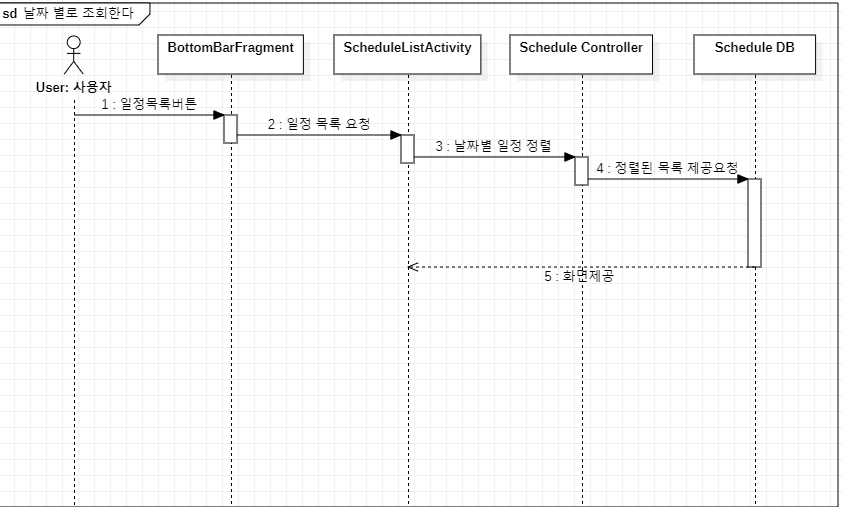 sd 날짜 별로 조회한다
BottomBarFragment
ScheduleListActivity
Schedule Controller
Schedule DB
User: 사용자
1 : 일정목록버튼
2 : 일정 목록 요청
3 : 날짜별 일정 정렬
4 : 정렬된 목록 제공요청
5 : 화면제공